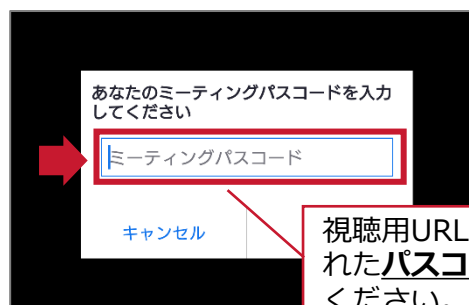 あなたのミーティングパスコードを入力
してください
ミーティングパスコード
キャンセル
視聴用URL
れたパスコ
ください。